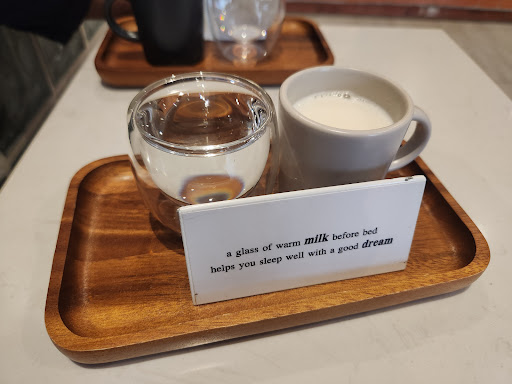 a glass of warm milk before bed
helps you sleep well with a good dream